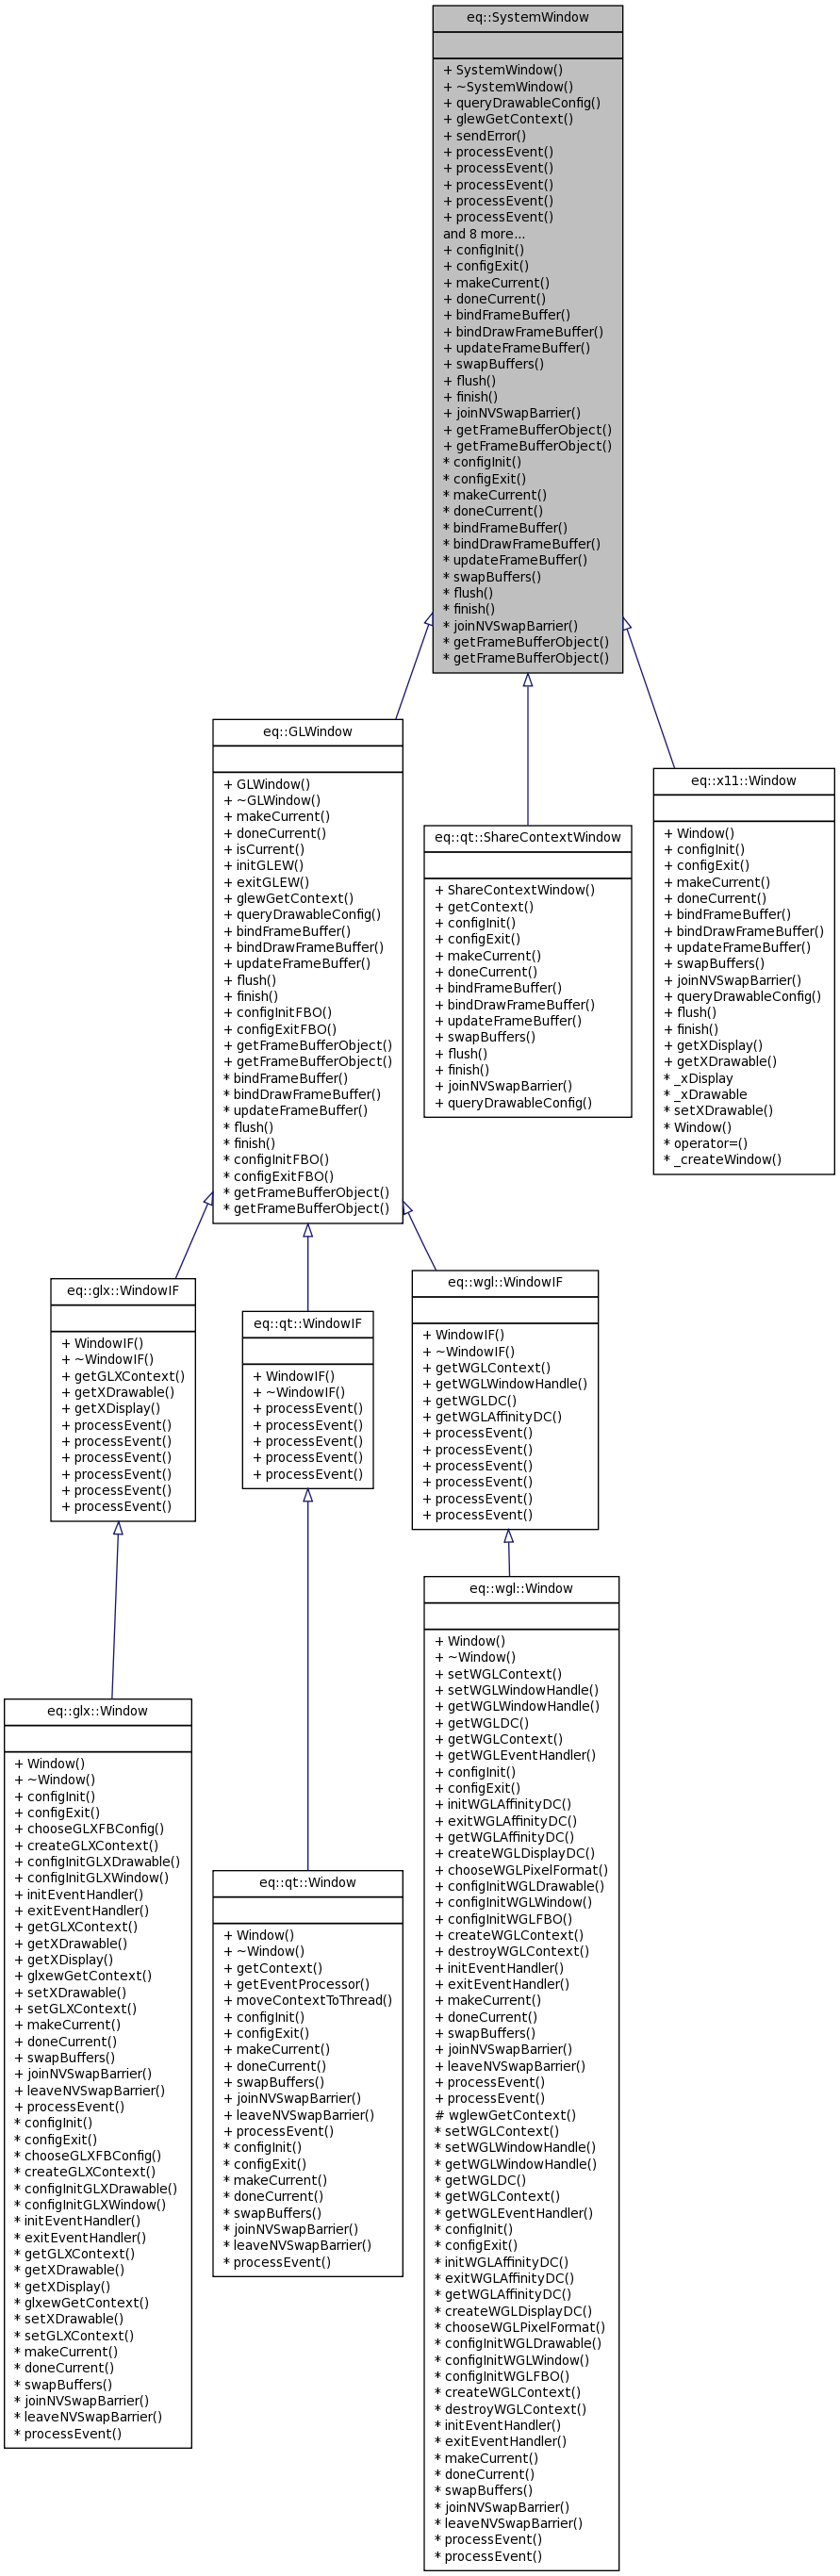 eq::SystemWindow
+ SystemWindow()
+ ~SystemWindow()
+ queryDrawableConfig()
+ glewGetContext()
+ sendError()
+ processEvent()
+ processEvent()
+ processEvent()
+ processEvent()
+ processEvent()
and 8 more...
+ configInit()
+ configExit()
+ makeCurrent()
+ doneCurrent()
+ bindFrameBuffer()
+ bindDrawFrameBuffer()
+ updateFrameBuffer()
+ swapBuffers()
+ flush()
+ finish()
+ joinNVSwapBarrier()
+ getFrameBufferObject()
+ getFrameBufferObject()
* configInit()
* configExit()
* makeCurrent()
* doneCurrent()
* bindFrameBuffer()
* bindDrawFrameBuffer()
* updateFrameBuffer()
* swapBuffers()
* flush()
* finish()
* joinNVSwapBarrier()
* getFrameBufferObject()
* getFrameBufferObject()
eq::GLWindow
+ GLWindow()
+ ~GLWindow()
+ makeCurrent()
+ doneCurrent()
+ isCurrent()
+ initGLEW()
+ exitGLEW()
+ glewGetContext()
+ queryDrawableConfig()
+ bindFrameBuffer()
+ bindDrawFrameBuffer()
+ updateFrameBuffer()
+ flush()
+ finish()
+ configInitFBO()
+ configExitFBO()
+ getFrameBufferObject()
+ getFrameBufferObject()
* bindFrameBuffer()
* bindDrawFrameBuffer()
* updateFrameBuffer()
* flush()
* finish()
* configInitFBO()
* configExitFBO()
* getFrameBufferObject()
* getFrameBufferObject()
eq::qt::ShareContextWindow
+ ShareContextWindow()
+ getContext()
+ configInit()
+ configExit()
+ makeCurrent()
+ doneCurrent()
+ bindFrameBuffer()
+ bindDrawFrameBuffer()
+ updateFrameBuffer()
+ swapBuffers()
+ flush()
+ finish()
+ joinNVSwapBarrier()
+ queryDrawableConfig()
eq::x11::Window
+ Window()
+ configInit()
+ configExit()
+ makeCurrent()
+ doneCurrent()
+ bindFrameBuffer()
+ bindDrawFrameBuffer()
+ updateFrameBuffer()
+ swapBuffers()
+ joinNVSwapBarrier()
+ queryDrawableConfig()
+ flush()
+ finish()
+ getXDisplay()
+ getXDrawable()
* _xDisplay
* _xDrawable
* setXDrawable()
* Window()
* operator=()
* _createWindow()
eq::glx::WindowIF
+ WindowIF()
+ ~WindowIF()
+ getGLXContext()
+ getXDrawable()
+ getXDisplay()
+ processEvent()
+ processEvent()
+ processEvent()
+ processEvent()
+ processEvent()
+ processEvent()
eq::qt::WindowIF
+ WindowIF()
+ ~WindowIF()
+ processEvent()
+ processEvent()
+ processEvent()
+ processEvent()
+ processEvent()
eq::wgl::WindowIF
+ WindowIF()
+ ~WindowIF()
+ getWGLContext()
+ getWGLWindowHandle()
+ getWGLDC()
+ getWGLAffinityDC()
+ processEvent()
+ processEvent()
+ processEvent()
+ processEvent()
+ processEvent()
+ processEvent()
eq::glx::Window
+ Window()
+ ~Window()
+ configInit()
+ configExit()
+ chooseGLXFBConfig()
+ createGLXContext()
+ configInitGLXDrawable()
+ configInitGLXWindow()
+ initEventHandler()
+ exitEventHandler()
+ getGLXContext()
+ getXDrawable()
+ getXDisplay()
+ glxewGetContext()
+ setXDrawable()
+ setGLXContext()
+ makeCurrent()
+ doneCurrent()
+ swapBuffers()
+ joinNVSwapBarrier()
+ leaveNVSwapBarrier()
+ processEvent()
* configInit()
* configExit()
* chooseGLXFBConfig()
* createGLXContext()
* configInitGLXDrawable()
* configInitGLXWindow()
* initEventHandler()
* exitEventHandler()
* getGLXContext()
* getXDrawable()
* getXDisplay()
* glxewGetContext()
* setXDrawable()
* setGLXContext()
* makeCurrent()
* doneCurrent()
* swapBuffers()
* joinNVSwapBarrier()
* leaveNVSwapBarrier()
* processEvent()
eq::qt::Window
+ Window()
+ ~Window()
+ getContext()
+ getEventProcessor()
+ moveContextToThread()
+ configInit()
+ configExit()
+ makeCurrent()
+ doneCurrent()
+ swapBuffers()
+ joinNVSwapBarrier()
+ leaveNVSwapBarrier()
+ processEvent()
* configInit()
* configExit()
* makeCurrent()
* doneCurrent()
* swapBuffers()
* joinNVSwapBarrier()
* leaveNVSwapBarrier()
* processEvent()
eq::wgl::Window
+ Window()
+ ~Window()
+ setWGLContext()
+ setWGLWindowHandle()
+ getWGLWindowHandle()
+ getWGLDC()
+ getWGLContext()
+ getWGLEventHandler()
+ configInit()
+ configExit()
+ initWGLAffinityDC()
+ exitWGLAffinityDC()
+ getWGLAffinityDC()
+ createWGLDisplayDC()
+ chooseWGLPixelFormat()
+ configInitWGLDrawable()
+ configInitWGLWindow()
+ configInitWGLFBO()
+ createWGLContext()
+ destroyWGLContext()
+ initEventHandler()
+ exitEventHandler()
+ makeCurrent()
+ doneCurrent()
+ swapBuffers()
+ joinNVSwapBarrier()
+ leaveNVSwapBarrier()
+ processEvent()
+ processEvent()
# wglewGetContext()
* setWGLContext()
* setWGLWindowHandle()
* getWGLWindowHandle()
* getWGLDC()
* getWGLContext()
* getWGLEventHandler()
* configInit()
* configExit()
* initWGLAffinityDC()
* exitWGLAffinityDC()
* getWGLAffinityDC()
* createWGLDisplayDC()
* chooseWGLPixelFormat()
* configInitWGLDrawable()
* configInitWGLWindow()
* configInitWGLFBO()
* createWGLContext()
* destroyWGLContext()
* initEventHandler()
* exitEventHandler()
* makeCurrent()
* doneCurrent()
* swapBuffers()
* joinNVSwapBarrier()
* leaveNVSwapBarrier()
* processEvent()
* processEvent()